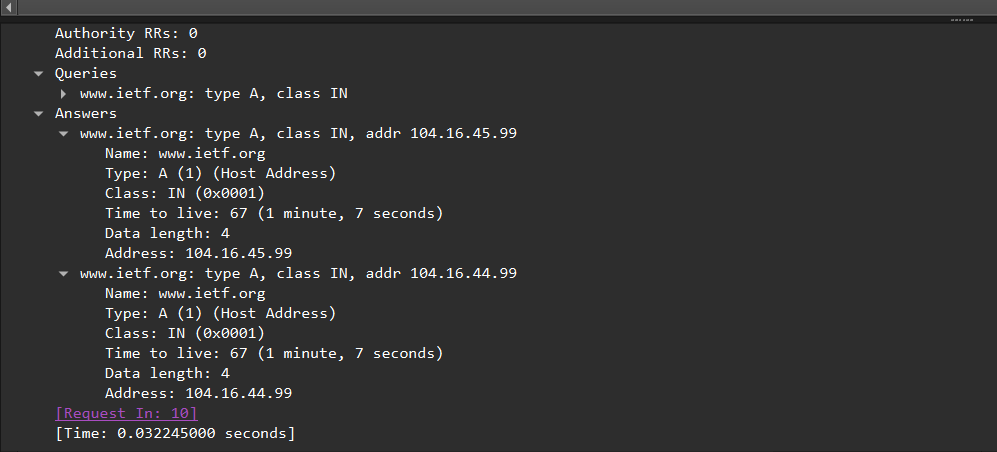 Authority RRs: 0
Additional RRs: 0
Queries
www.ietf.org: type A, class IN
Answers
www.ietf.org: type A, class IN, addr 104.16.45.99
Name: www.ietf.org
Type: A (1) (Host Address)
Class: IN (0x0001)
Time to live: 67 (1 minute, 7 seconds)
Data length: 4
Address: 104.16.45.99
www.ietf.org: type A, class IN, addr 104.16.44.99
Name: www.ietf.org
Type: A (1) (Host Address)
Class: IN (0x0001)
Time to live: 67 (1 minute, 7 seconds)
Data length: 4
Address: 104.16.44.99
[Request In: 10]
[Time: 0.032245000 seconds]